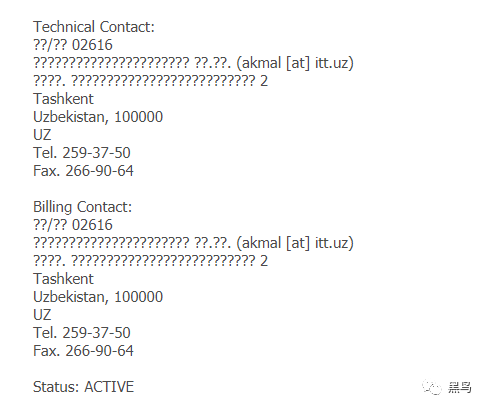 Technical Contact:
??/?? 02616
?????????????????????? ??.??. (akmal [at] itt.uz)
????. ?????????????????????????? 2
Tashkent
Uzbekistan, 100000
UZ
Tel. 259-37-50
Fax. 266-90-64
Billing Contact:
??/?? 02616
?????????????????????? ??.??. (akmal [at] itt.uz)
????. ?????????????????????????? 2
Tashkent
Uzbekistan, 100000
UZ
Tel. 259-37-50
Fax. 266-90-64
Status: ACTIVE
黑鸟